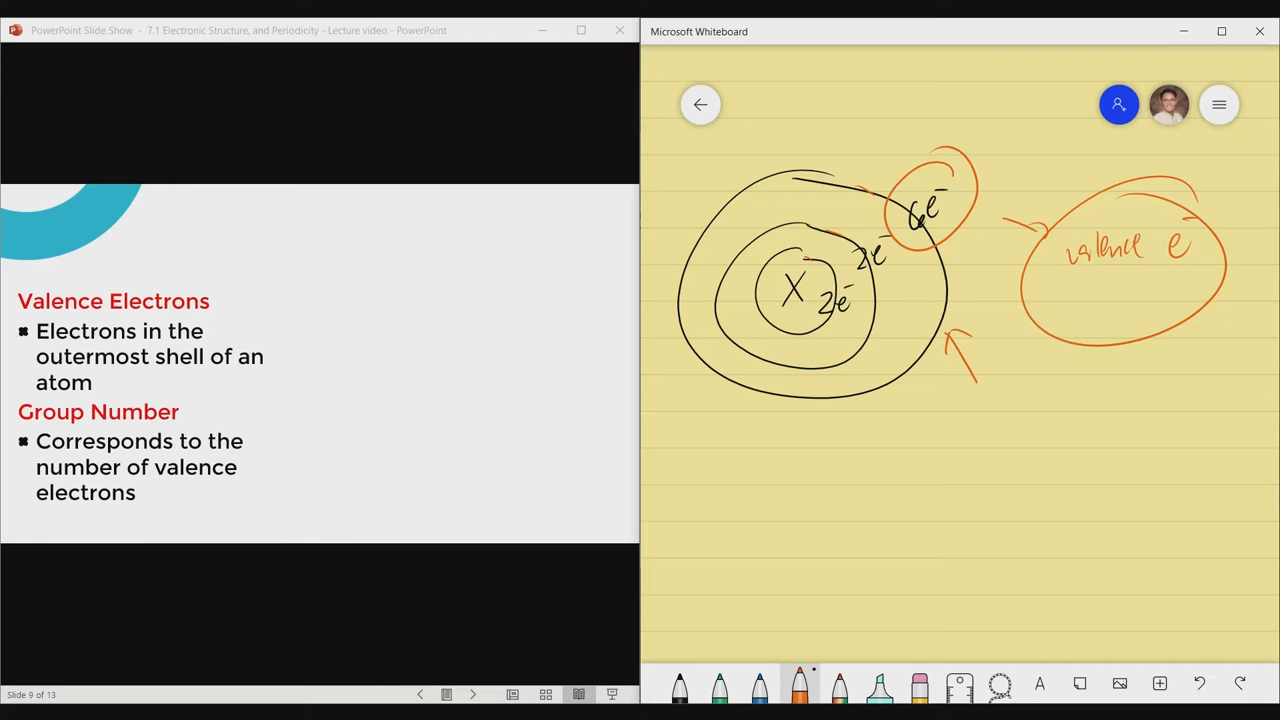 PowerPoint Slide Show - 7.1 Electronic Structure, and Periodicity - Lecture video - PowerPoint
Valence Electrons
Electrons in the
outermost shell of an
atom
Group Number
Corresponds to the
number of valence
electrons
Slide 9 of 13
Microsoft Whiteboard
6e⁻
2e⁻
X 2e⁻
valence e⁻
A